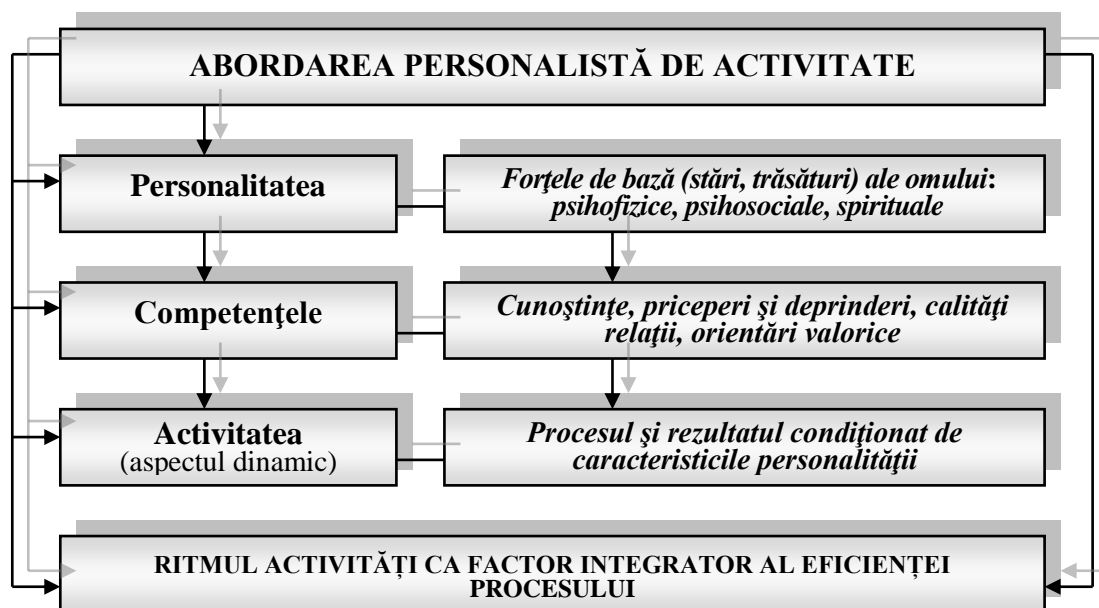 ABORDAREA PERSONALISTĂ DE ACTIVITATE
Personalitatea
Forţele de bază (stări, trăsături) ale omului:
psihofizice, psihosociale, spirituale
Competenţele
Cunoştinţe, priceperi şi deprinderi, calităţi
relaţii, orientări valorice
Activitatea
(aspectul dinamic)
Procesul şi rezultatul condiţionat de
caracteristicile personalităţii
RITMUL ACTIVITĂȚI CA FACTOR INTEGRATOR AL EFICIENȚEI
PROCESULUI